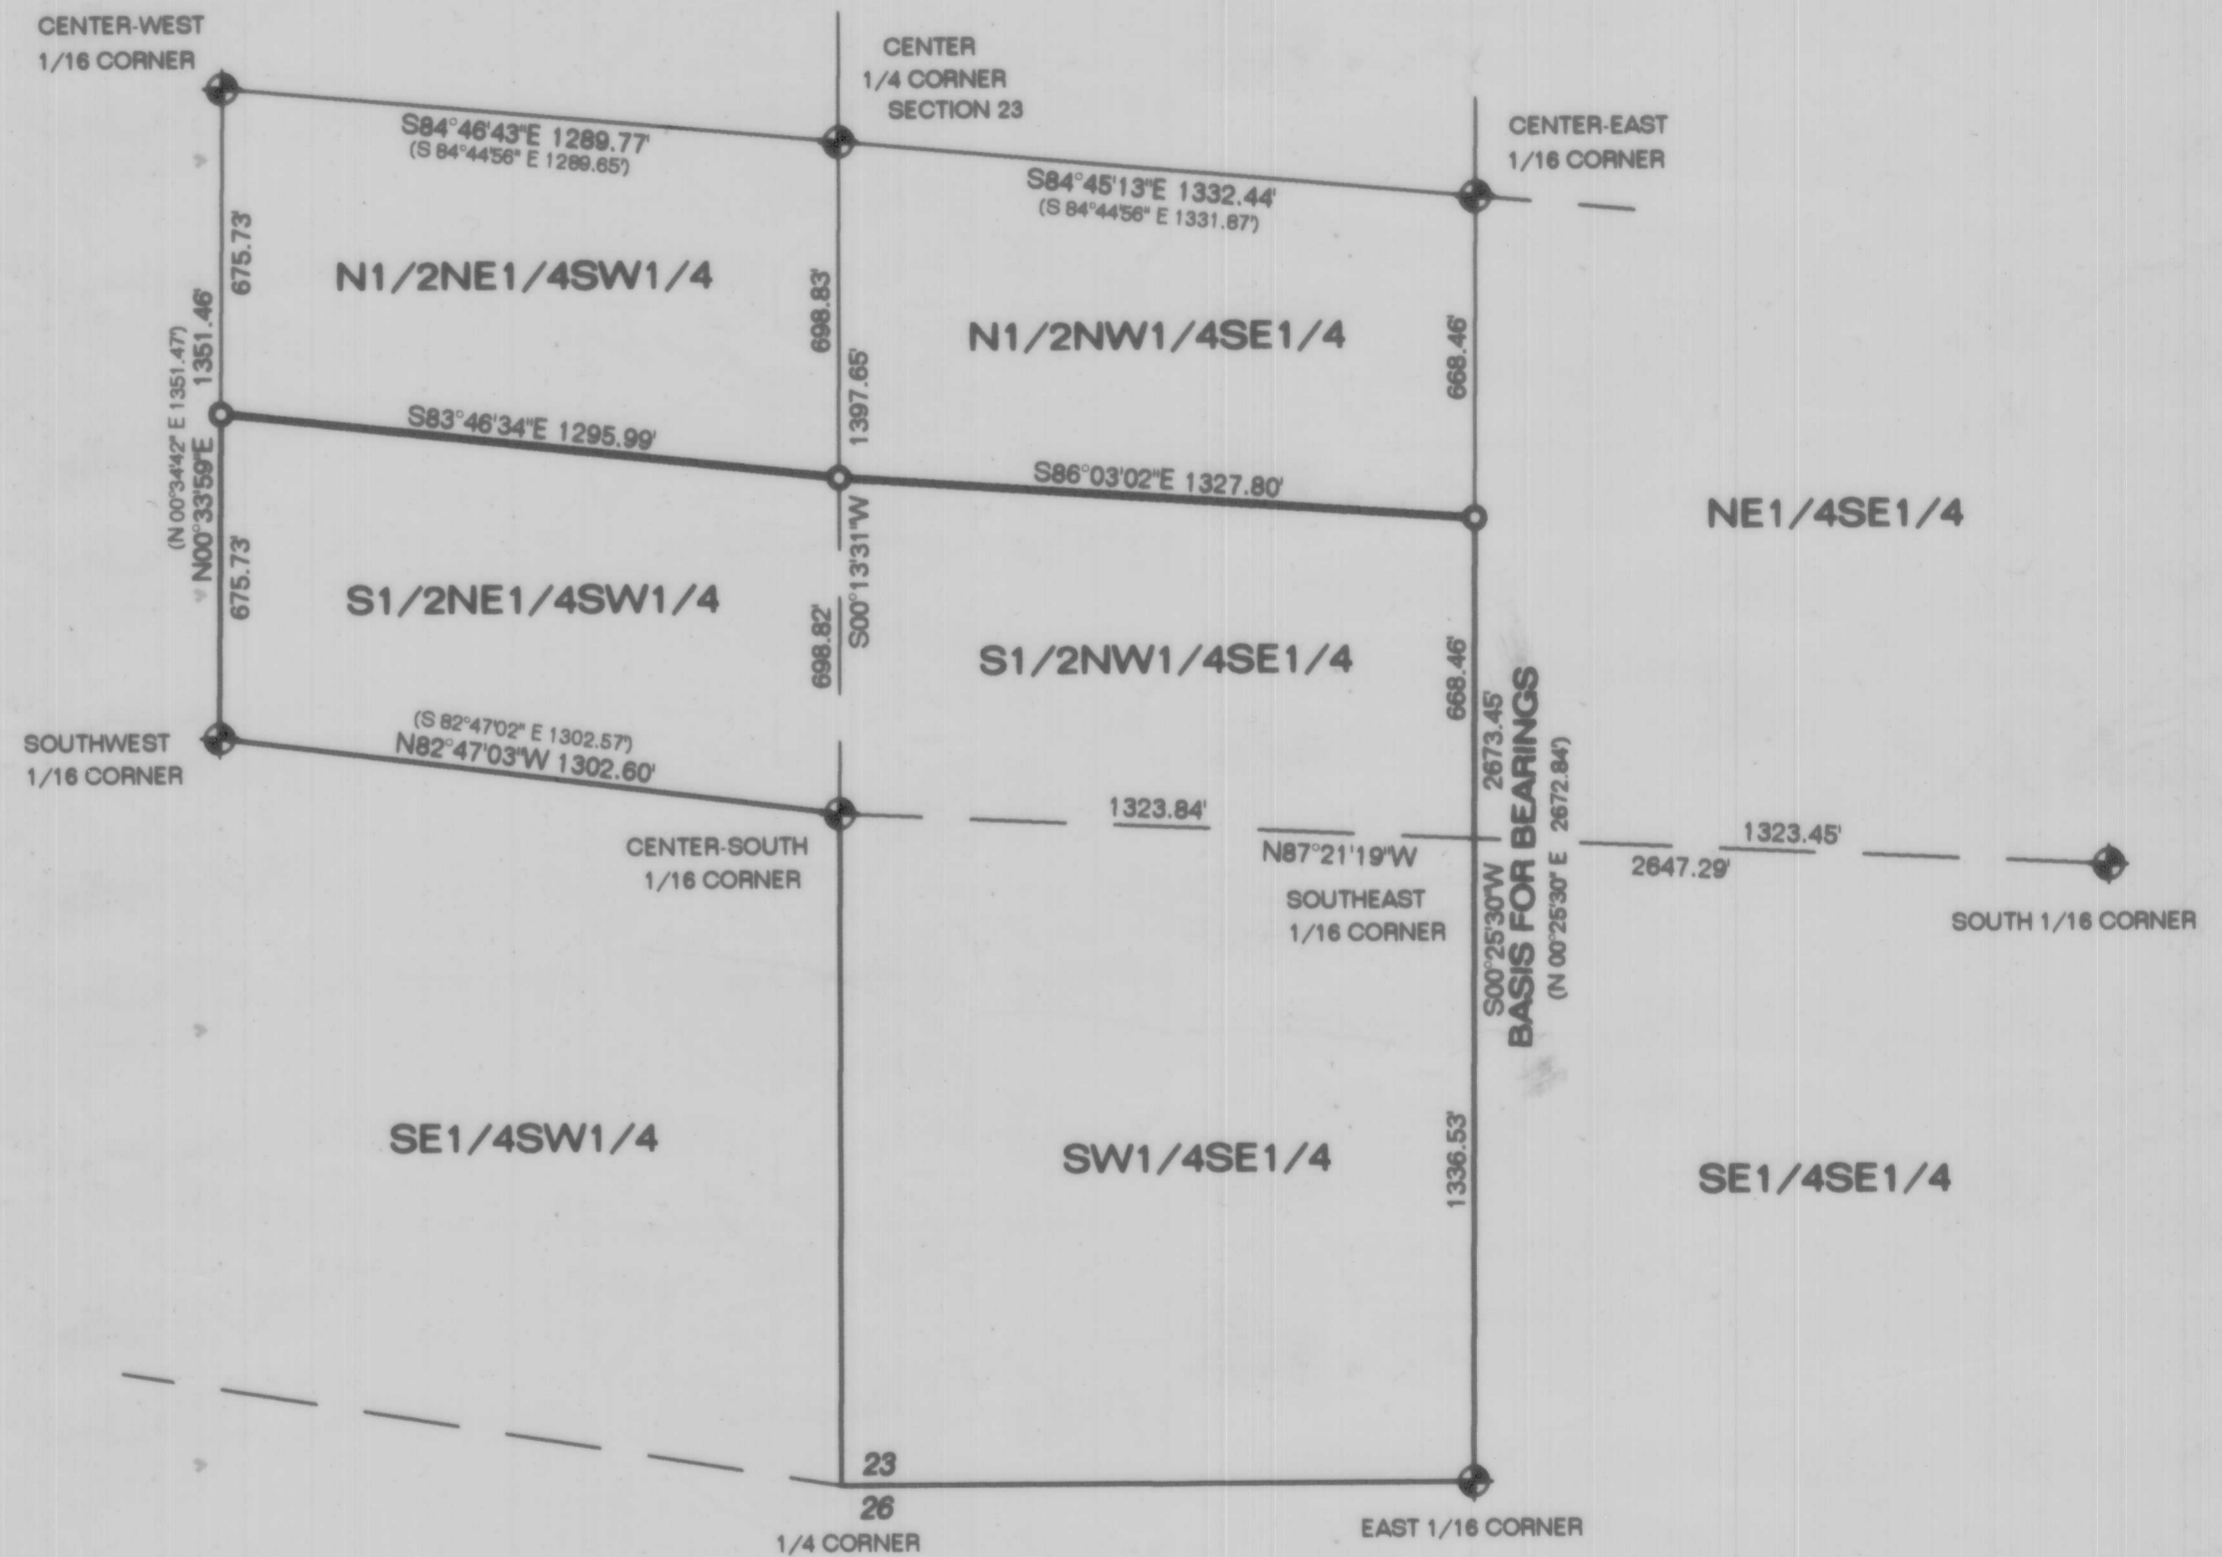 CENTER-WEST
1/16 CORNER
CENTER
1/4 CORNER
SECTION 23
CENTER-EAST
1/16 CORNER
S84°46'43"E 1289.77'
(S 84°44'56" E 1289.65')
S84°45'13"E 1332.44'
(S 84°44'56" E 1331.87')
675.73'
N1/2NE1/4SW1/4
698.83'
N1/2NW1/4SE1/4
668.46'
(N 00°34'42" E 1351.47')
N00°33'59"E 1351.46'
S83°46'34"E 1295.99'
S00°13'31"W 1397.65'
S86°03'02"E 1327.80'
NE1/4SE1/4
675.73'
S1/2NE1/4SW1/4
698.82'
S1/2NW1/4SE1/4
668.46'
S00°25'30"W 2673.45'
BASIS FOR BEARINGS
(N 00°25'30" E 2672.84')
SOUTHWEST
1/16 CORNER
(S 82°47'02" E 1302.57')
N82°47'03"W 1302.60'
CENTER-SOUTH
1/16 CORNER
1323.84'
N87°21'19"W
2647.29'
1323.45'
SOUTHEAST
1/16 CORNER
SOUTH 1/16 CORNER
SE1/4SW1/4
SW1/4SE1/4
1336.53'
SE1/4SE1/4
23
26
1/4 CORNER
EAST 1/16 CORNER